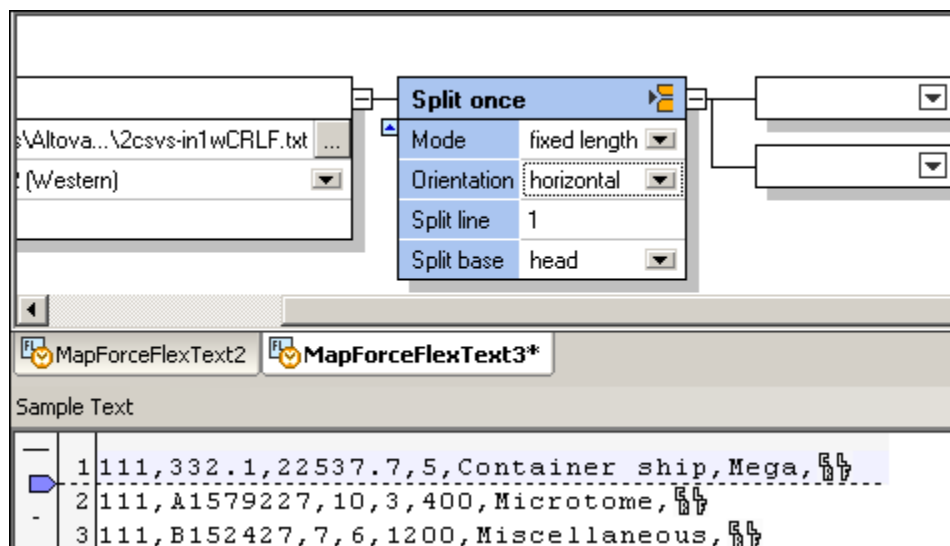 Split once
s\Altova...\2csvs-in1wCRLF.txt ...
Mode fixed length
(Western)
Orientation horizontal
Split line 1
Split base head
MapForceFlexText2 MapForceFlexText3*
Sample Text
1 111,332.1,22537.7,5,Container ship,Mega,␍␊
2 111,A1579227,10,3,400,Microtome,␍␊
3 111,B152427,7,6,1200,Miscellaneous,␍␊